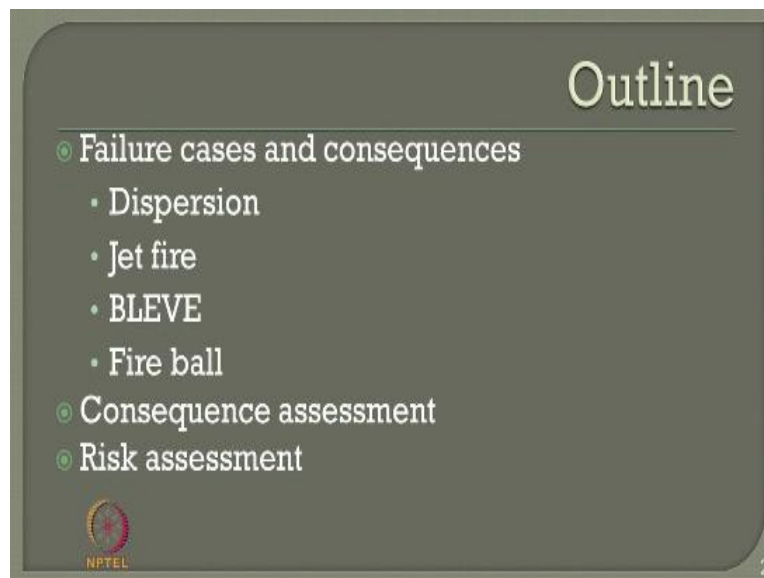 Outline
Failure cases and consequences
Dispersion
Jet fire
BLEVE
Fire ball
Consequence assessment
Risk assessment
NPTEL